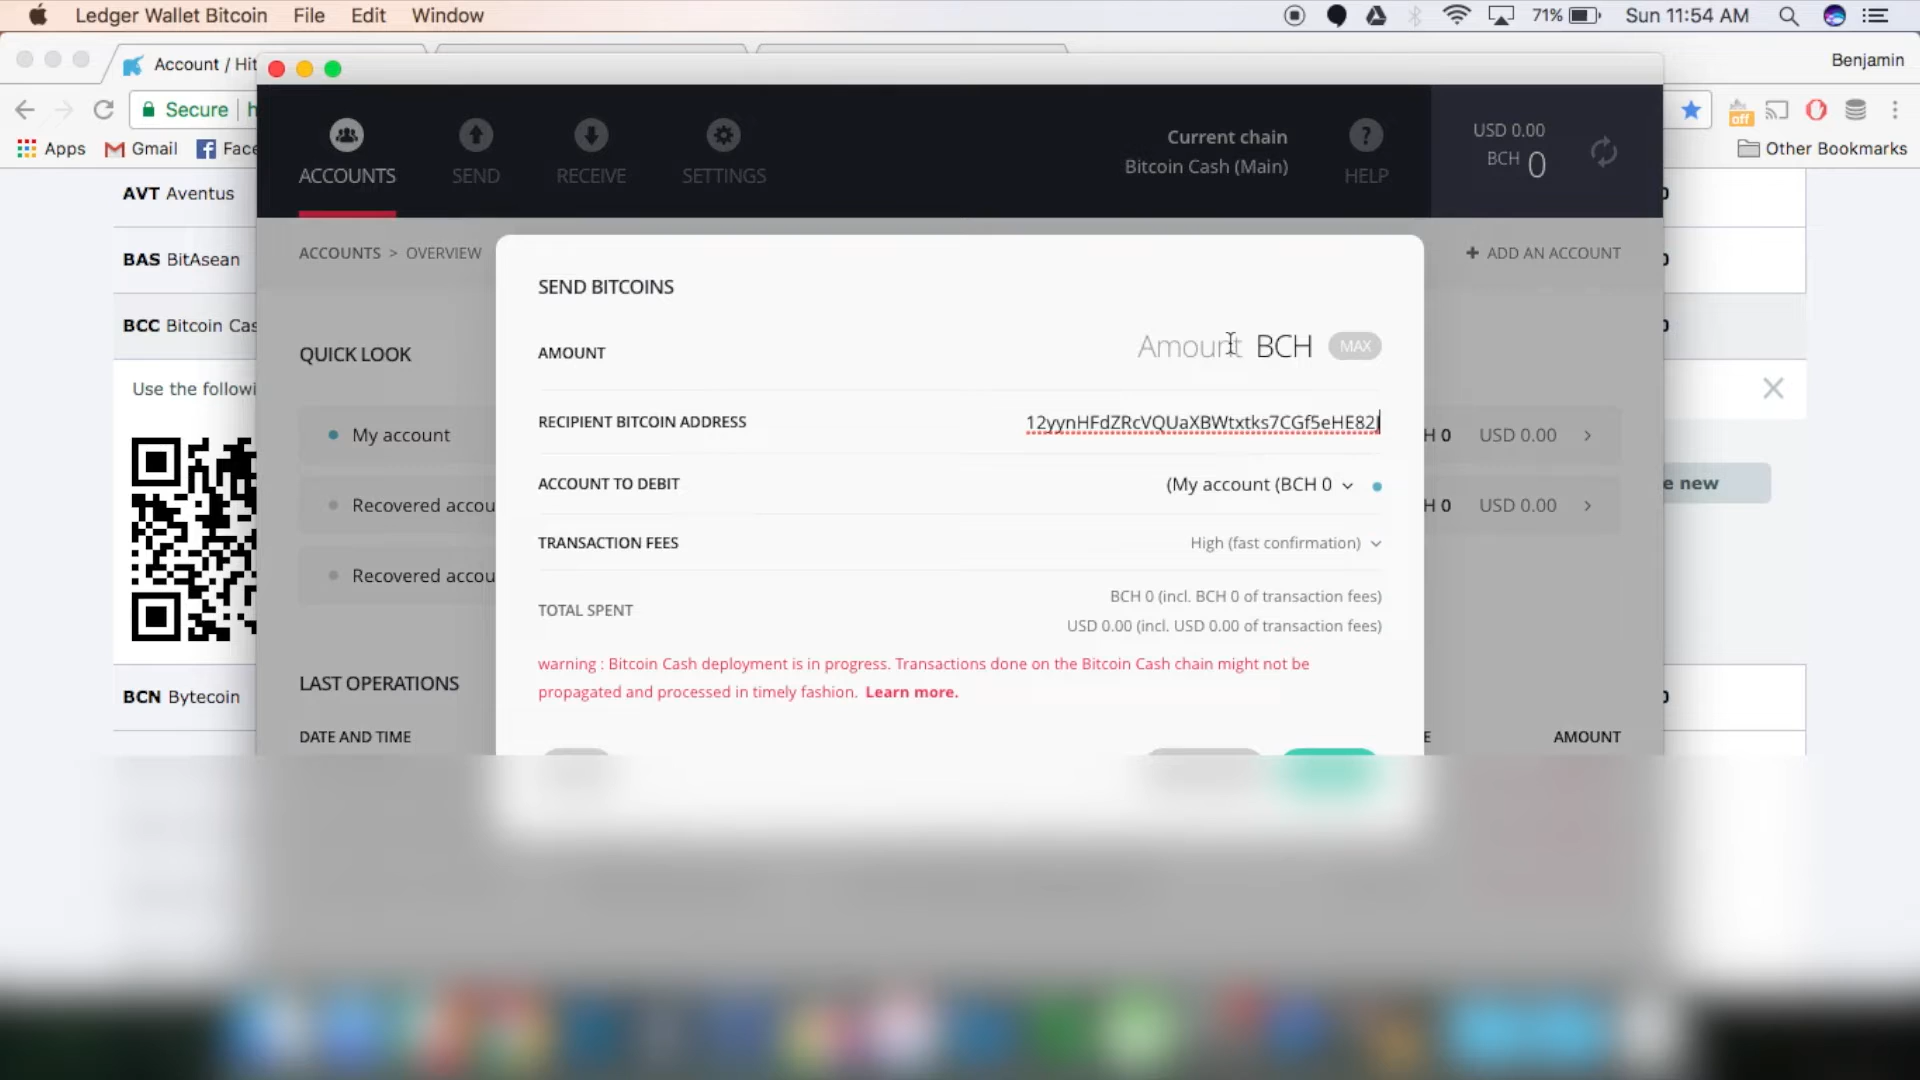 Ledger Wallet Bitcoin File Edit Window 71% Sun 11:54 AM
Account / Hit Benjamin
Secure off
Apps Gmail Other Bookmarks
ACCOUNTS SEND RECEIVE SETTINGS
Current chain
Bitcoin Cash (Main)
HELP
USD 0.00
BCH 0
ACCOUNTS > OVERVIEW
+ ADD AN ACCOUNT
AVT Aventus
BAS BitAsean
BCC Bitcoin Cas
Use the followi
BCN Bytecoin
QUICK LOOK
My account
Recovered accou
Recovered accou
LAST OPERATIONS
DATE AND TIME
SEND BITCOINS
AMOUNT Amount BCH MAX
RECIPIENT BITCOIN ADDRESS 12yynHFdZRcVQUaXBWtxtks7CGf5eHE82J
ACCOUNT TO DEBIT (My account (BCH 0
TRANSACTION FEES High (fast confirmation)
TOTAL SPENT
BCH 0 (incl. BCH 0 of transaction fees)
USD 0.00 (incl. USD 0.00 of transaction fees)
warning : Bitcoin Cash deployment is in progress. Transactions done on the Bitcoin Cash chain might not be
propagated and processed in timely fashion. Learn more.
H 0 USD 0.00
H 0 USD 0.00
e new
AMOUNT